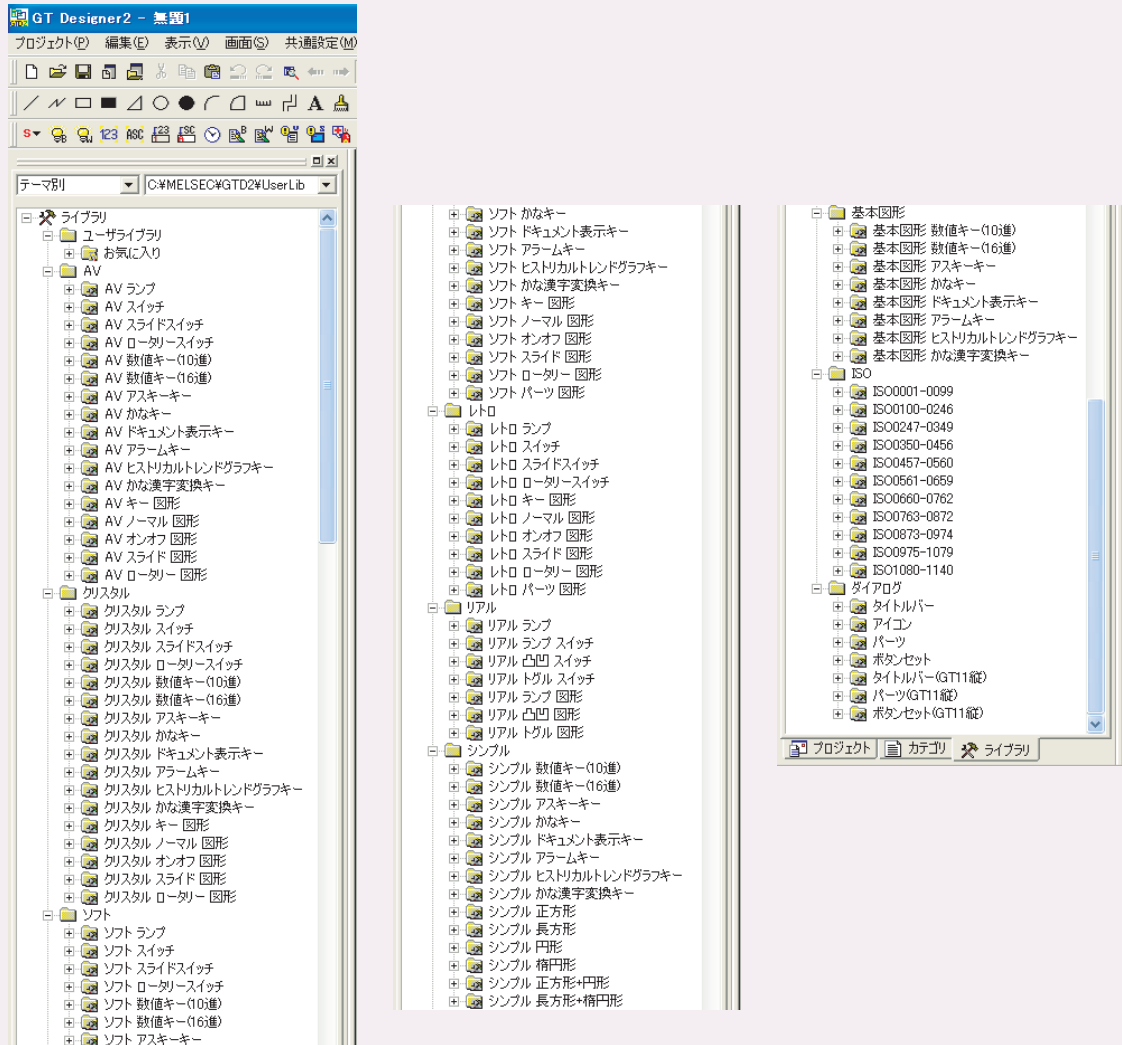 GT Designer2 - 無題1
プロジェクト(P) 編集(E) 表示(V) 画面(S) 共通設定(M)
テーマ別 C:¥MELSEC¥GTD2¥UserLib
ライブラリ
ユーザライブラリ
お気に入り
AV
AV ランプ
AV スイッチ
AV スライドスイッチ
AV ロータリースイッチ
AV 数値キー(10進)
AV 数値キー(16進)
AV アスキーキー
AV かなキー
AV ドキュメント表示キー
AV アラームキー
AV ヒストリカルトレンドグラフキー
AV かな漢字変換キー
AV キー 図形
AV ノーマル 図形
AV オンオフ 図形
AV スライド 図形
AV ロータリー 図形
クリスタル
クリスタル ランプ
クリスタル スイッチ
クリスタル スライドスイッチ
クリスタル ロータリースイッチ
クリスタル 数値キー(10進)
クリスタル 数値キー(16進)
クリスタル アスキーキー
クリスタル かなキー
クリスタル ドキュメント表示キー
クリスタル アラームキー
クリスタル ヒストリカルトレンドグラフキー
クリスタル かな漢字変換キー
クリスタル キー 図形
クリスタル ノーマル 図形
クリスタル オンオフ 図形
クリスタル スライド 図形
クリスタル ロータリー 図形
ソフト
ソフト ランプ
ソフト スイッチ
ソフト スライドスイッチ
ソフト ロータリースイッチ
ソフト 数値キー(10進)
ソフト 数値キー(16進)
ソフト アスキーキー
ソフト かなキー
ソフト ドキュメント表示キー
ソフト アラームキー
ソフト ヒストリカルトレンドグラフキー
ソフト かな漢字変換キー
ソフト キー 図形
ソフト ノーマル 図形
ソフト オンオフ 図形
ソフト スライド 図形
ソフト ロータリー 図形
ソフト パーツ 図形
レトロ
レトロ ランプ
レトロ スイッチ
レトロ スライドスイッチ
レトロ ロータリースイッチ
レトロ キー 図形
レトロ ノーマル 図形
レトロ オンオフ 図形
レトロ スライド 図形
レトロ ロータリー 図形
レトロ パーツ 図形
リアル
リアル ランプ
リアル ランプ スイッチ
リアル 凸凹 スイッチ
リアル トグル スイッチ
リアル ランプ 図形
リアル 凸凹 図形
リアル トグル 図形
シンプル
シンプル 数値キー(10進)
シンプル 数値キー(16進)
シンプル アスキーキー
シンプル かなキー
シンプル ドキュメント表示キー
シンプル アラームキー
シンプル ヒストリカルトレンドグラフキー
シンプル かな漢字変換キー
シンプル 正方形
シンプル 長方形
シンプル 円形
シンプル 楕円形
シンプル 正方形+円形
シンプル 長方形+楕円形
基本図形
基本図形 数値キー(10進)
基本図形 数値キー(16進)
基本図形 アスキーキー
基本図形 かなキー
基本図形 ドキュメント表示キー
基本図形 アラームキー
基本図形 ヒストリカルトレンドグラフキー
基本図形 かな漢字変換キー
ISO
ISO0001-0099
ISO0100-0246
ISO0247-0349
ISO0350-0456
ISO0457-0560
ISO0561-0659
ISO0660-0762
ISO0763-0872
ISO0873-0974
ISO0975-1079
ISO1080-1140
ダイアログ
タイトルバー
アイコン
パーツ
ボタンセット
タイトルバー(GT11縦)
パーツ(GT11縦)
ボタンセット(GT11縦)
プロジェクト カテゴリ ライブラリ